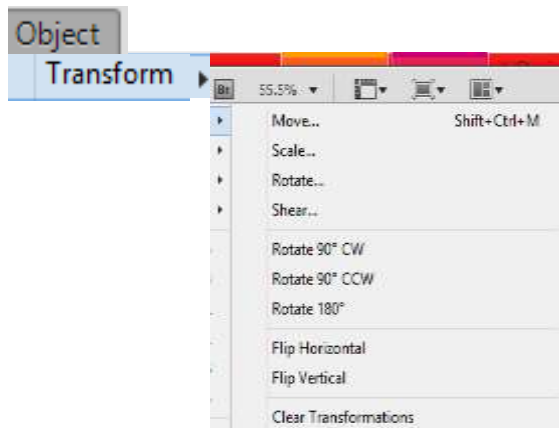 Object
Transform
Br 55.5%
Move... Shift+Ctrl+M
Scale...
Rotate...
Shear...
Rotate 90° CW
Rotate 90° CCW
Rotate 180°
Flip Horizontal
Flip Vertical
Clear Transformations